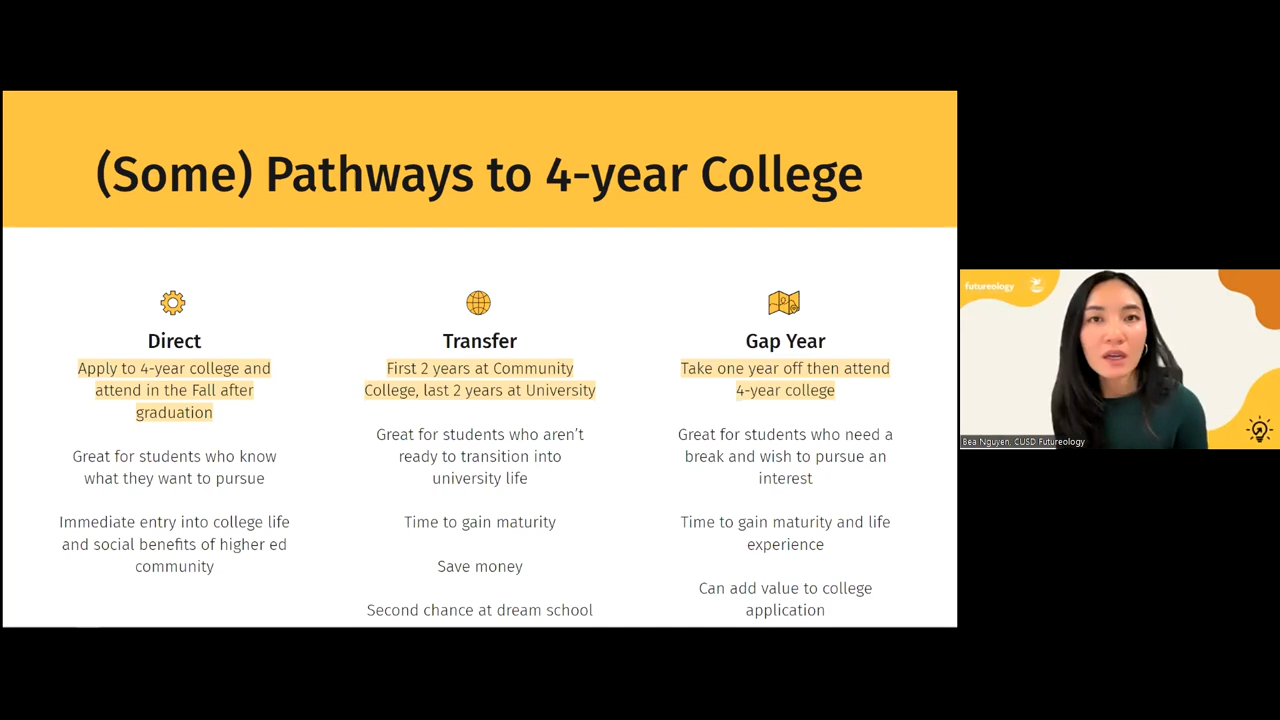 (Some) Pathways to 4-year College
Direct
Apply to 4-year college and
attend in the Fall after
graduation
Great for students who know
what they want to pursue
Immediate entry into college life
and social benefits of higher ed
community
Transfer
First 2 years at Community
College, last 2 years at University
Great for students who aren't
ready to transition into
university life
Time to gain maturity
Save money
Second chance at dream school
Gap Year
Take one year off then attend
4-year college
Great for students who need a
break and wish to pursue an
interest
Time to gain maturity and life
experience
Can add value to college
application
futureology
Bea Nguyen, CUSD Futureology